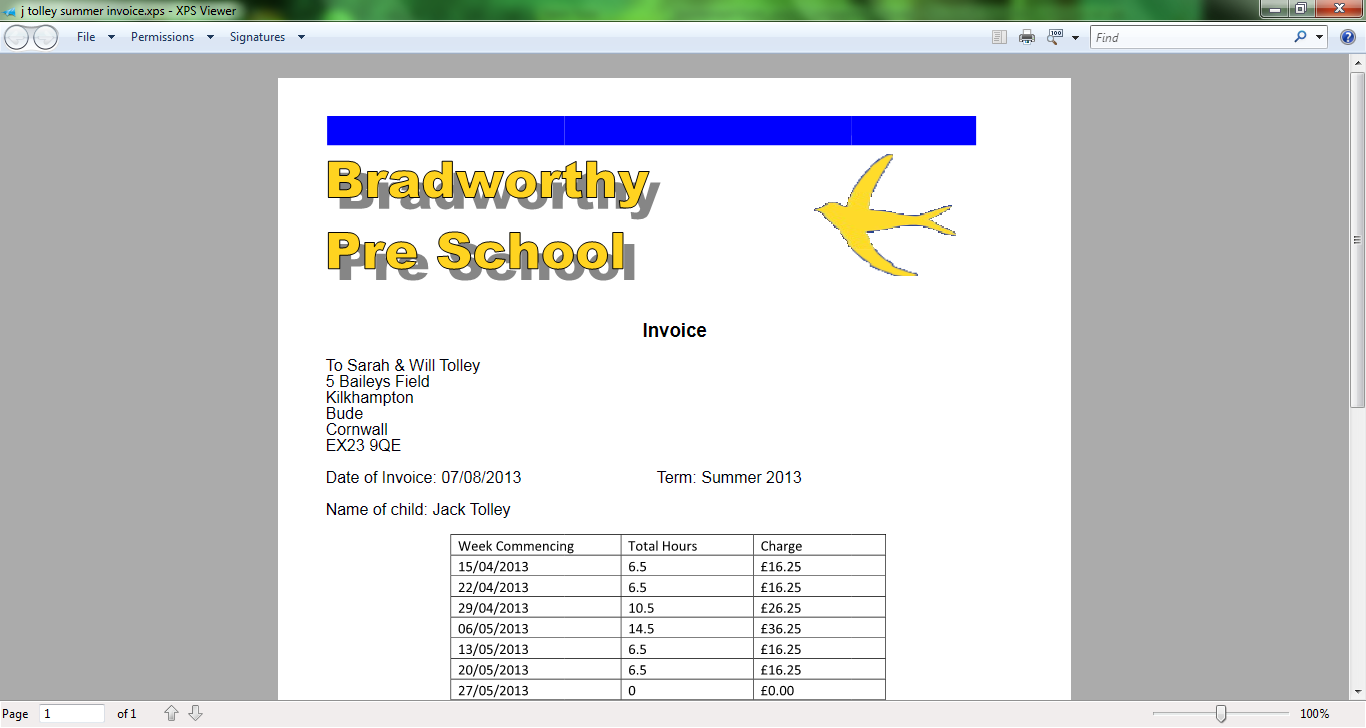 j tolley summer invoice.xps - XPS Viewer
File Permissions Signatures 100 Find
Bradworthy
Pre School
Invoice
To Sarah & Will Tolley
5 Baileys Field
Kilkhampton
Bude
Cornwall
EX23 9QE
Date of Invoice: 07/08/2013 Term: Summer 2013
Name of child: Jack Tolley
Week Commencing Total Hours Charge
15/04/2013 6.5 £16.25
22/04/2013 6.5 £16.25
29/04/2013 10.5 £26.25
06/05/2013 14.5 £36.25
13/05/2013 6.5 £16.25
20/05/2013 6.5 £16.25
27/05/2013 0 £0.00
Page 1 of 1 100%